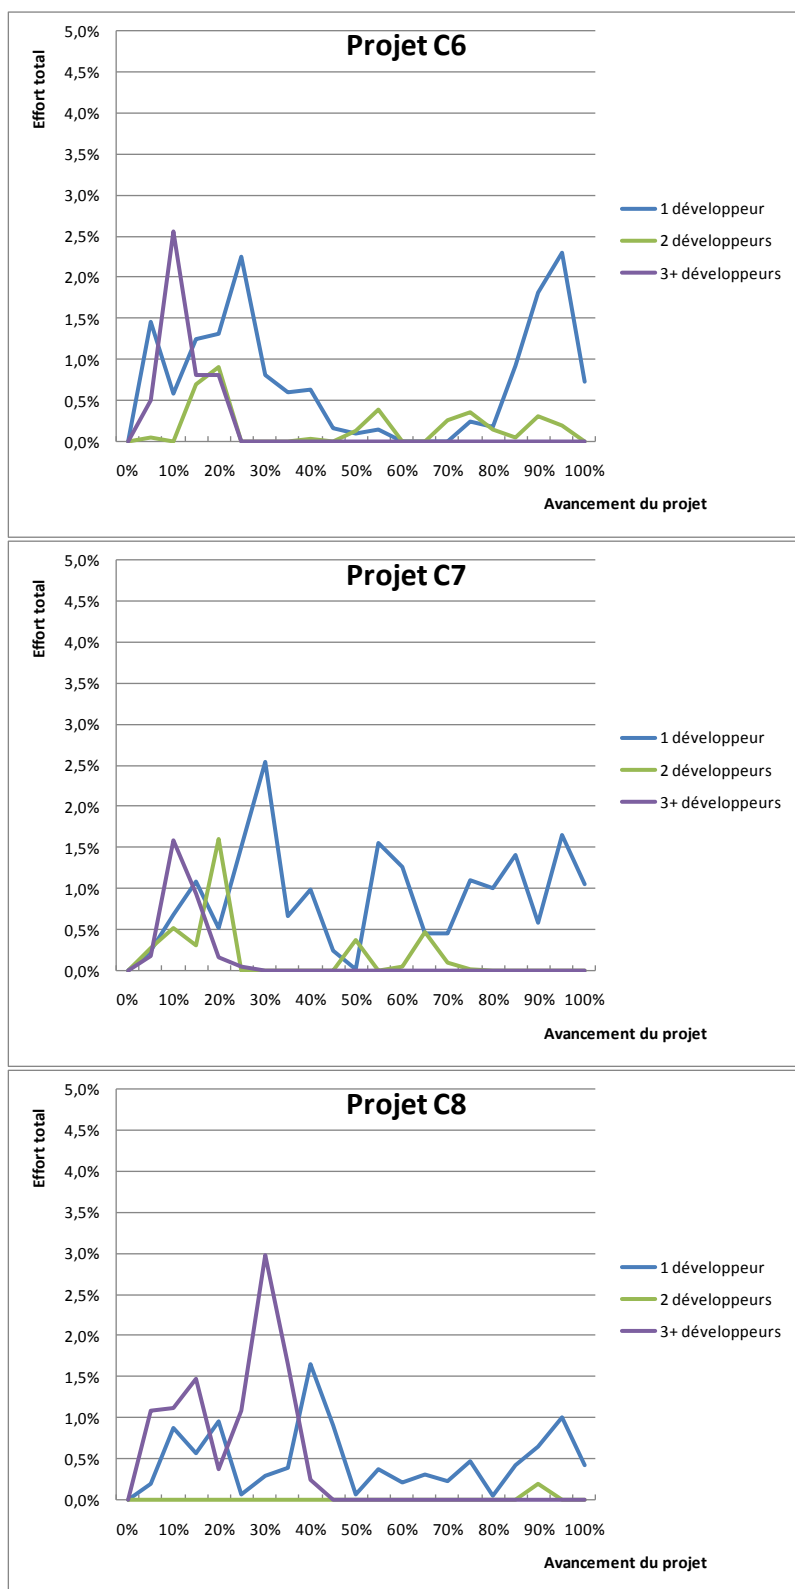 Projet C6
Effort total
5,0%
4,5%
4,0%
3,5%
3,0%
2,5%
2,0%
1,5%
1,0%
0,5%
0,0%
1 développeur
2 développeurs
3+ développeurs
0% 10% 20% 30% 40% 50% 60% 70% 80% 90% 100%
Avancement du projet
Projet C7
Effort total
5,0%
4,5%
4,0%
3,5%
3,0%
2,5%
2,0%
1,5%
1,0%
0,5%
0,0%
1 développeur
2 développeurs
3+ développeurs
0% 10% 20% 30% 40% 50% 60% 70% 80% 90% 100%
Avancement du projet
Projet C8
Effort total
5,0%
4,5%
4,0%
3,5%
3,0%
2,5%
2,0%
1,5%
1,0%
0,5%
0,0%
1 développeur
2 développeurs
3+ développeurs
0% 10% 20% 30% 40% 50% 60% 70% 80% 90% 100%
Avancement du projet